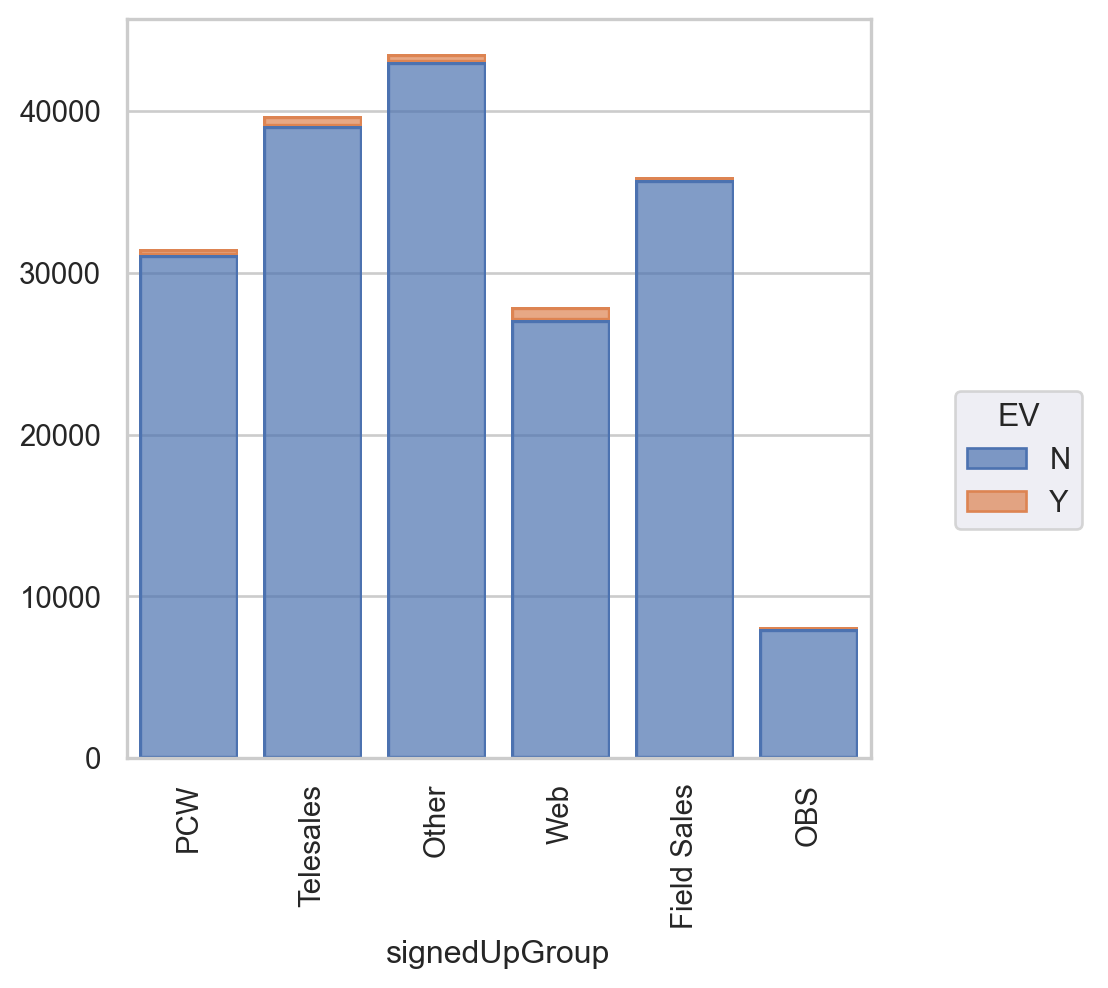 40000
30000
20000
10000
0
PCW
Telesales
Other
Web
Field Sales
OBS
signedUpGroup
EV
N
Y